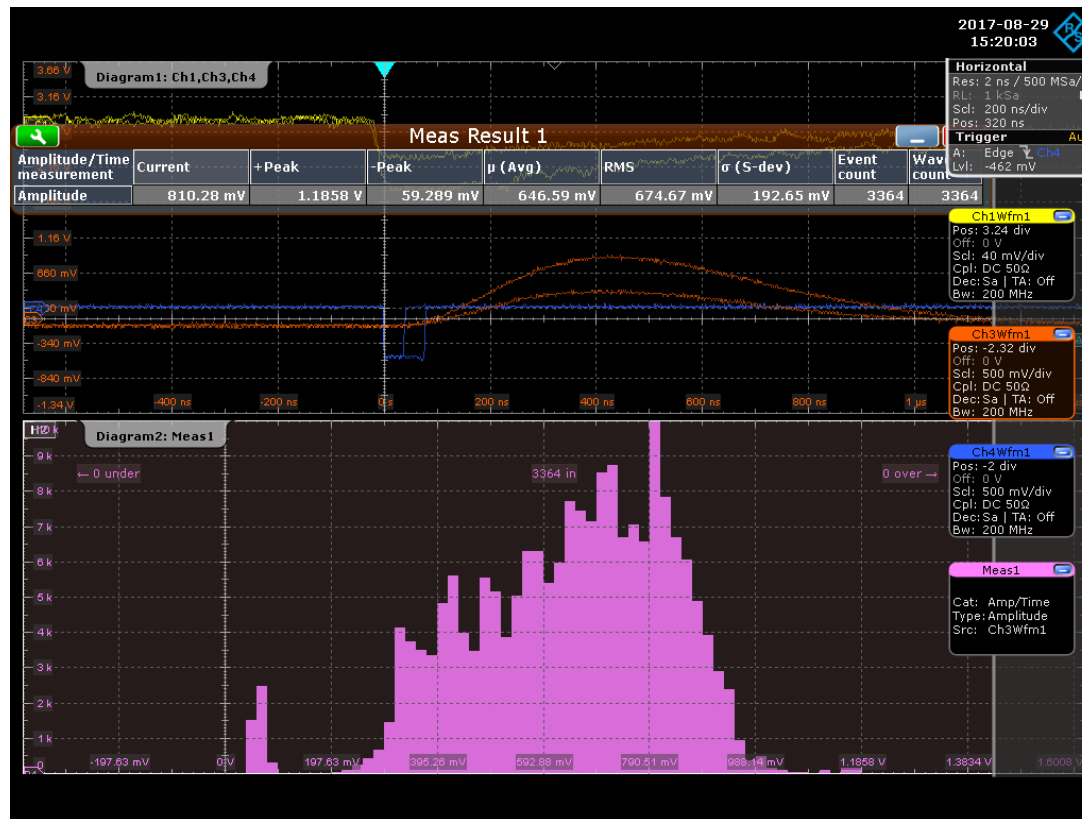 2017-08-29
15:20:03
3.66 V
Diagram1: Ch1,Ch3,Ch4
3.16 V
Horizontal
Res: 2 ns / 500 MSa/
RL: 1 kSa
Scl: 200 ns/div
Pos: 320 ns
Trigger
A: Edge Ch4
Lvl: -462 mV
Meas Result 1
Amplitude/Time measurement Current +Peak -Peak µ (Avg) RMS σ (S-dev) Event count Wav count
Amplitude 810.28 mV 1.1858 V 59.289 mV 646.59 mV 674.67 mV 192.65 mV 3364 3364
1.16 V
660 mV
-340 mV
-840 mV
-1.34 V
-400 ns -200 ns 0 s 200 ns 400 ns 600 ns 800 ns 1 µs
Ch1Wfm1
Pos: 3.24 div
Off: 0 V
Scl: 40 mV/div
Cpl: DC 50Ω
Dec: Sa | TA: Off
Bw: 200 MHz
Ch3Wfm1
Pos: -2.32 div
Off: 0 V
Scl: 500 mV/div
Cpl: DC 50Ω
Dec: Sa | TA: Off
Bw: 200 MHz
Diagram2: Meas1
9 k
← 0 under 3364 in 0 over →
8 k
7 k
6 k
5 k
4 k
3 k
2 k
1 k
0
-197.63 mV 0 V 197.63 mV 395.26 mV 592.88 mV 790.51 mV 988.14 mV 1.1858 V 1.3834 V 1.6008 V
Ch4Wfm1
Pos: -2 div
Off: 0 V
Scl: 500 mV/div
Cpl: DC 50Ω
Dec: Sa | TA: Off
Bw: 200 MHz
Meas1
Cat: Amp/Time
Type: Amplitude
Src: Ch3Wfm1